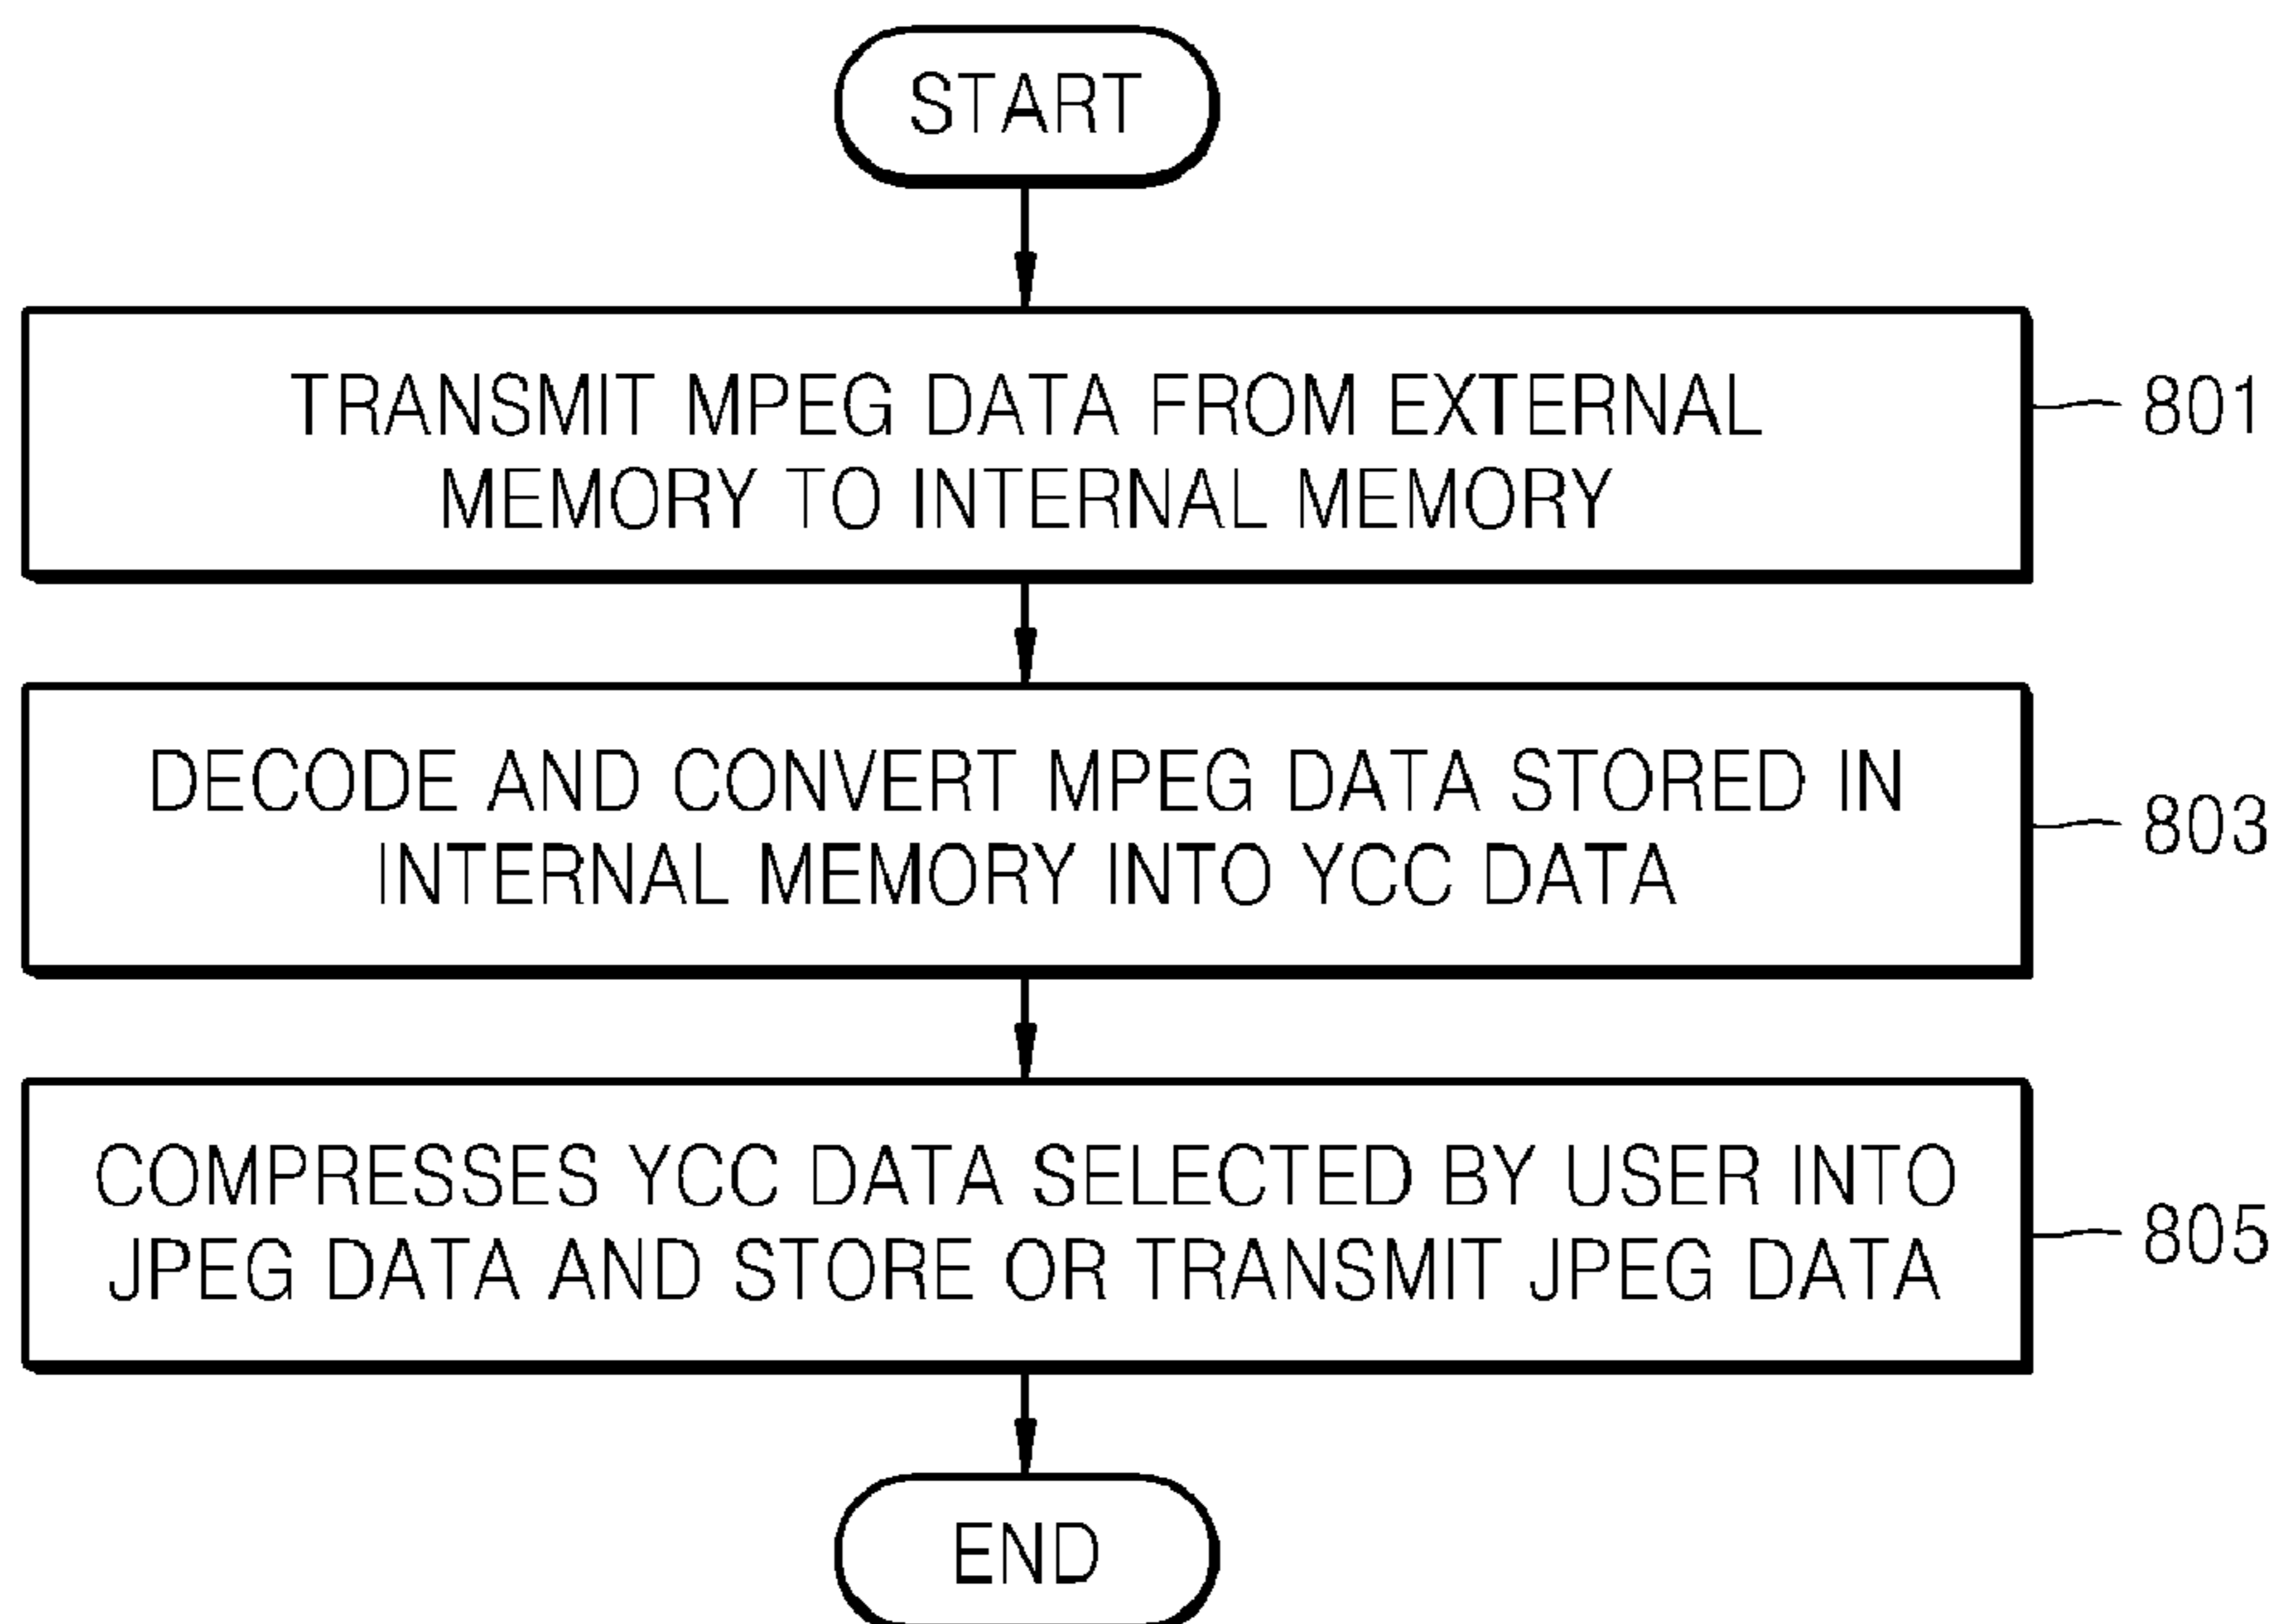 START
TRANSMIT MPEG DATA FROM EXTERNAL
MEMORY TO INTERNAL MEMORY
801
DECODE AND CONVERT MPEG DATA STORED IN
INTERNAL MEMORY INTO YCC DATA
803
COMPRESSES YCC DATA SELECTED BY USER INTO
JPEG DATA AND STORE OR TRANSMIT JPEG DATA
805
END